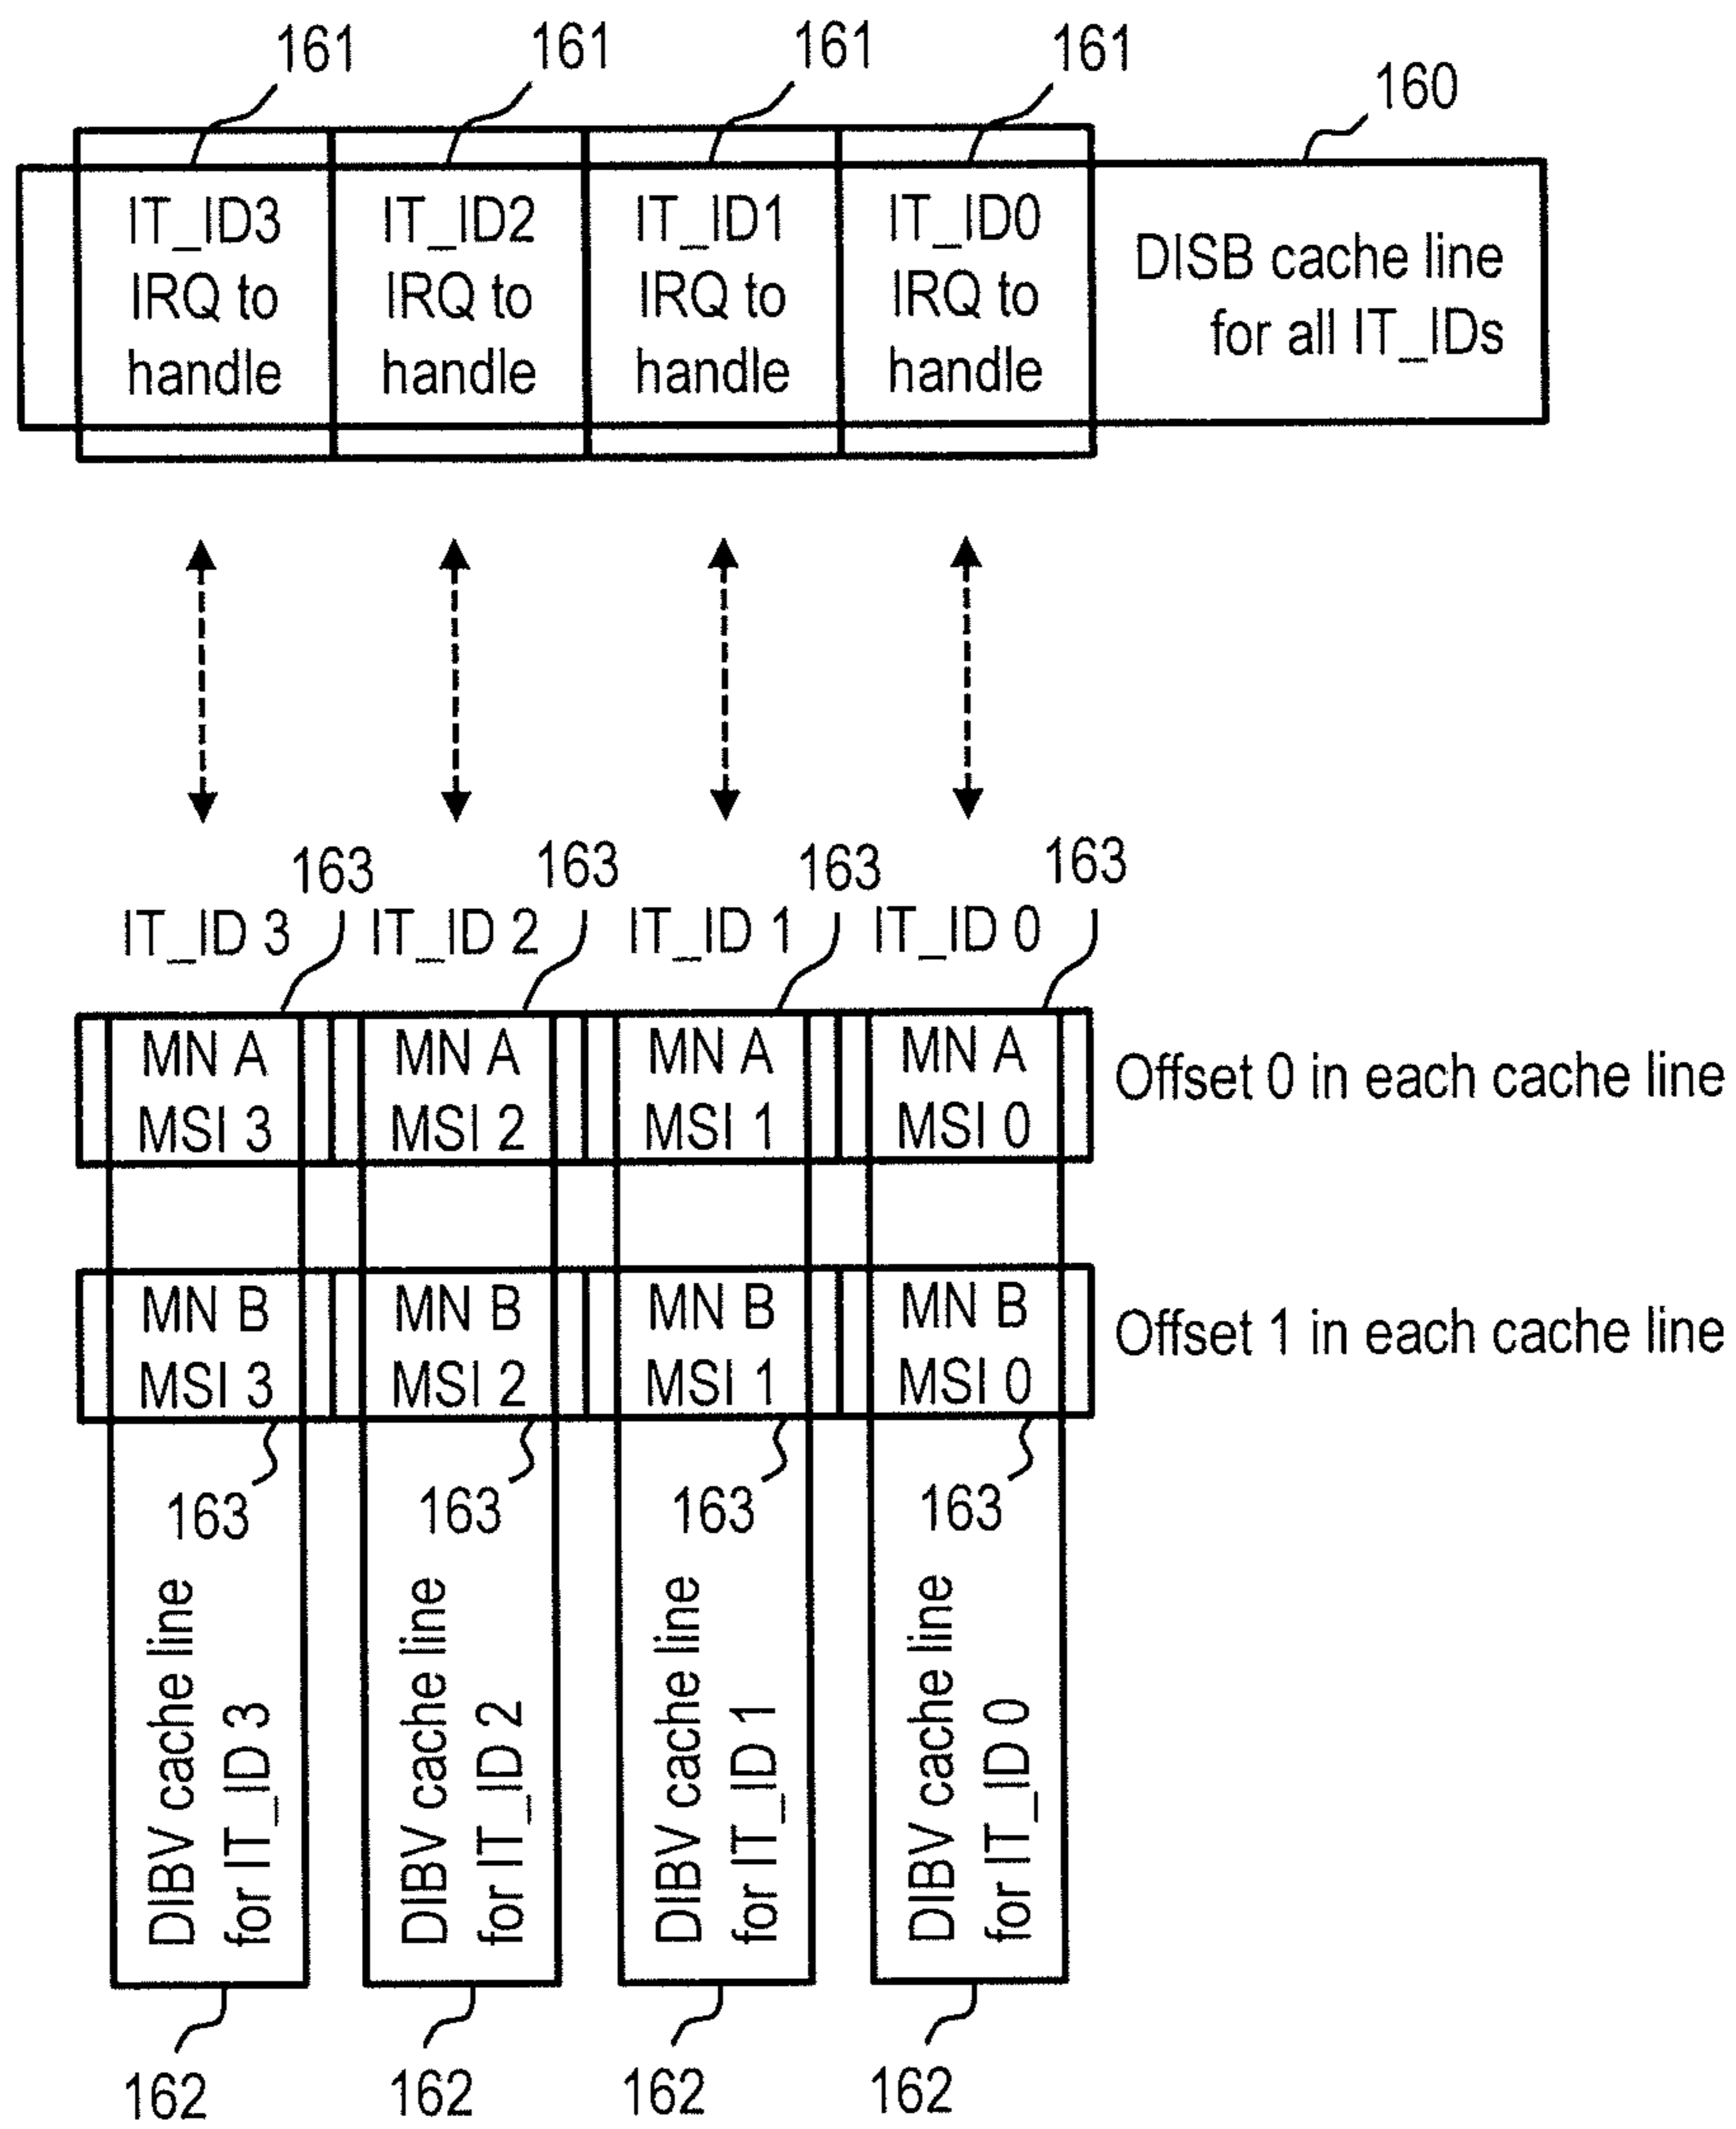 161 161 161 161 160
IT_ID3 IT_ID2 IT_ID1 IT_ID0
IRQ to IRQ to IRQ to IRQ to
handle handle handle handle
DISB cache line
for all IT_IDs
163 163 163 163
IT_ID 3 IT_ID 2 IT_ID 1 IT_ID 0
MN A MN A MN A MN A
MSI 3 MSI 2 MSI 1 MSI 0
Offset 0 in each cache line
MN B MN B MN B MN B
MSI 3 MSI 2 MSI 1 MSI 0
Offset 1 in each cache line
163 163 163 163
DIBV cache line
for IT_ID 3
DIBV cache line
for IT_ID 2
DIBV cache line
for IT_ID 1
DIBV cache line
for IT_ID 0
162 162 162 162